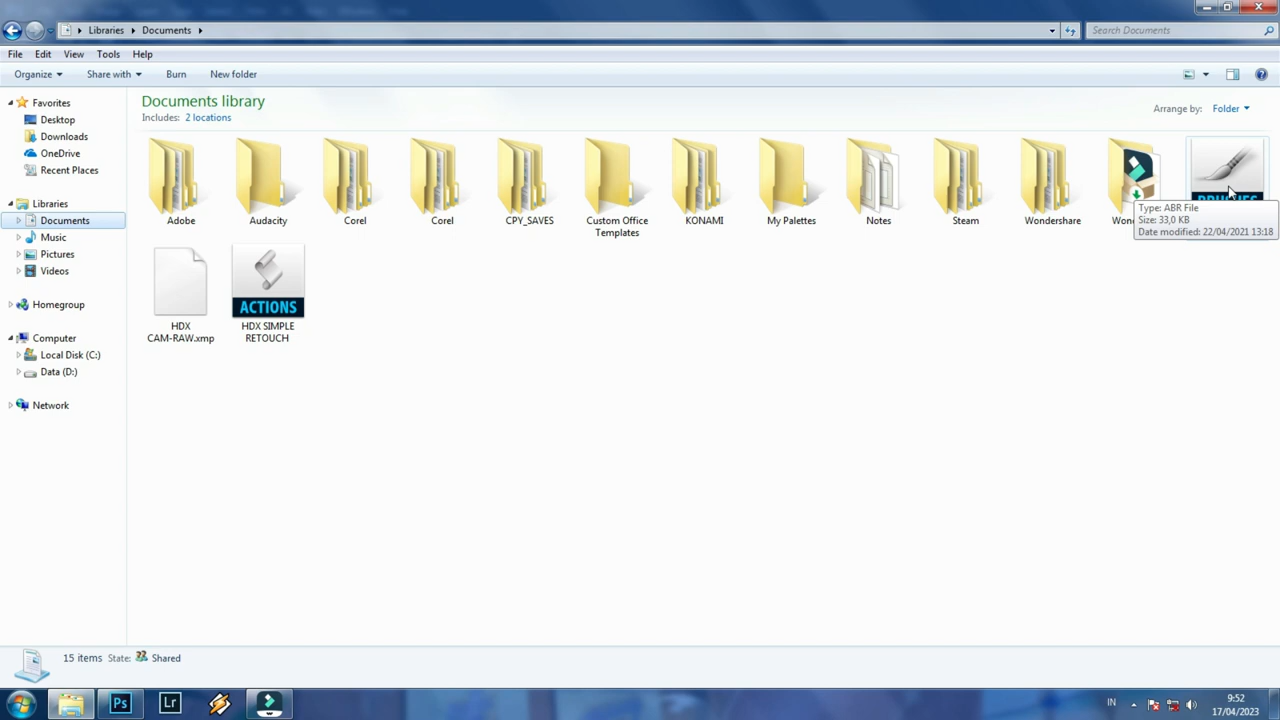 Libraries Documents
Search Documents
File Edit View Tools Help
Organize Share with Burn New folder
Favorites
Desktop
Downloads
OneDrive
Recent Places
Libraries
Documents
Music
Pictures
Videos
Homegroup
Computer
Local Disk (C:)
Data (D:)
Network
Documents library
Includes: 2 locations
Arrange by: Folder
Adobe
Audacity
Corel
Corel
CPY_SAVES
Custom Office
Templates
KONAMI
My Palettes
Notes
Steam
Wondershare
BRUSHES
Type: ABR File
Size: 33,0 KB
Date modified: 22/04/2021 13:18
HDX
CAM-RAW.xmp
ACTIONS
HDX SIMPLE
RETOUCH
15 items State: Shared
Ps
Lr
IN
9:52
17/04/2023